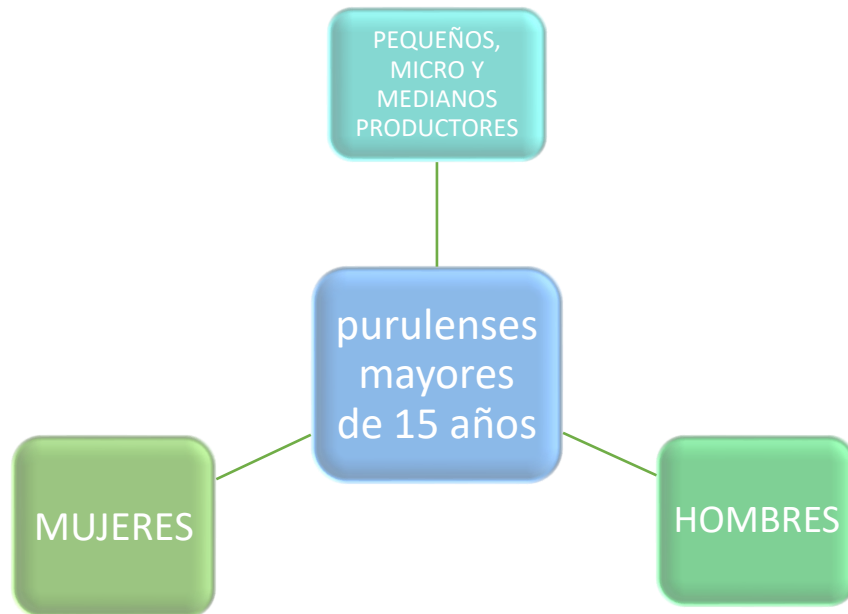 PEQUEÑOS,
MICRO Y
MEDIANOS
PRODUCTORES
purulenses
mayores
de 15 años
MUJERES
HOMBRES